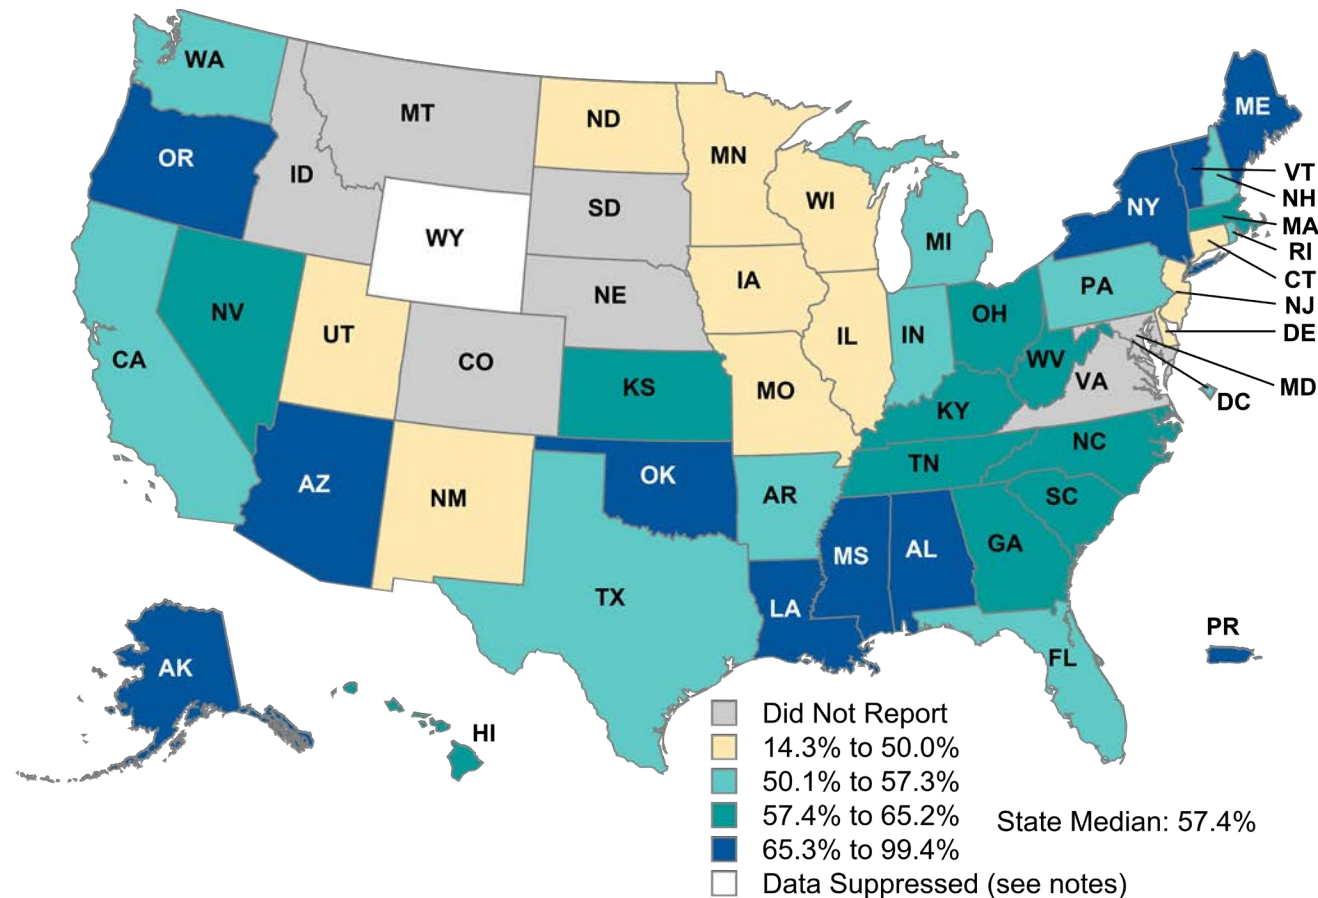 WA
MT
ND
MN
OR
ID
SD
WI
WY
MI
ME
VT
NH
NY
MA
RI
CT
NJ
DE
MD
DC
NE
IA
PA
NV
UT
CO
IL
IN
OH
CA
KS
MO
WV
VA
KY
AZ
NM
OK
AR
TN
NC
SC
MS
AL
GA
TX
LA
FL
PR
AK
HI
Did Not Report
14.3% to 50.0%
50.1% to 57.3%
57.4% to 65.2%
State Median: 57.4%
65.3% to 99.4%
Data Suppressed (see notes)